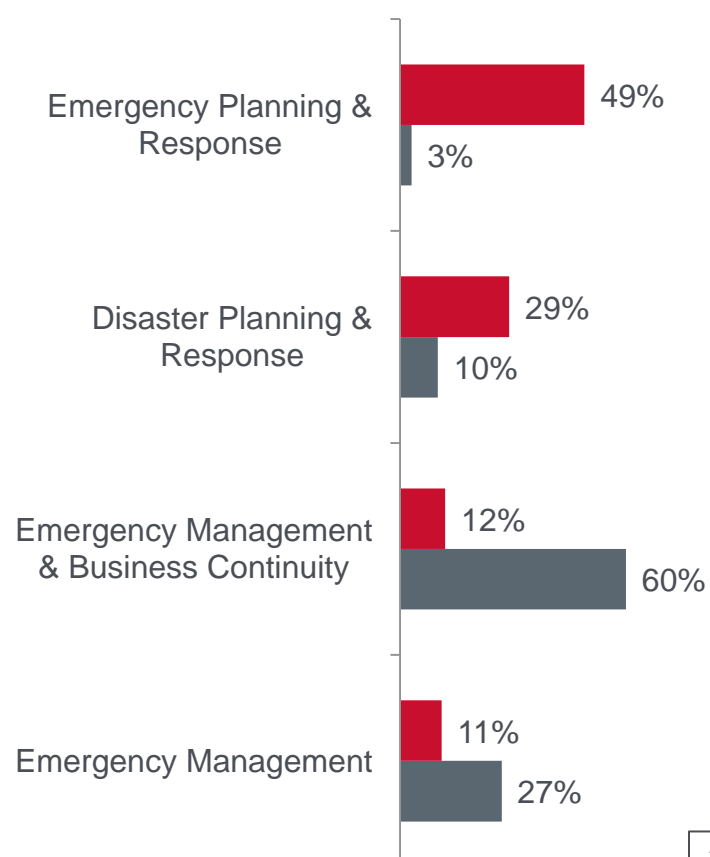 Emergency Planning &
Response
49%
3%
Disaster Planning &
Response
29%
10%
Emergency Management
& Business Continuity
12%
60%
Emergency Management
11%
27%